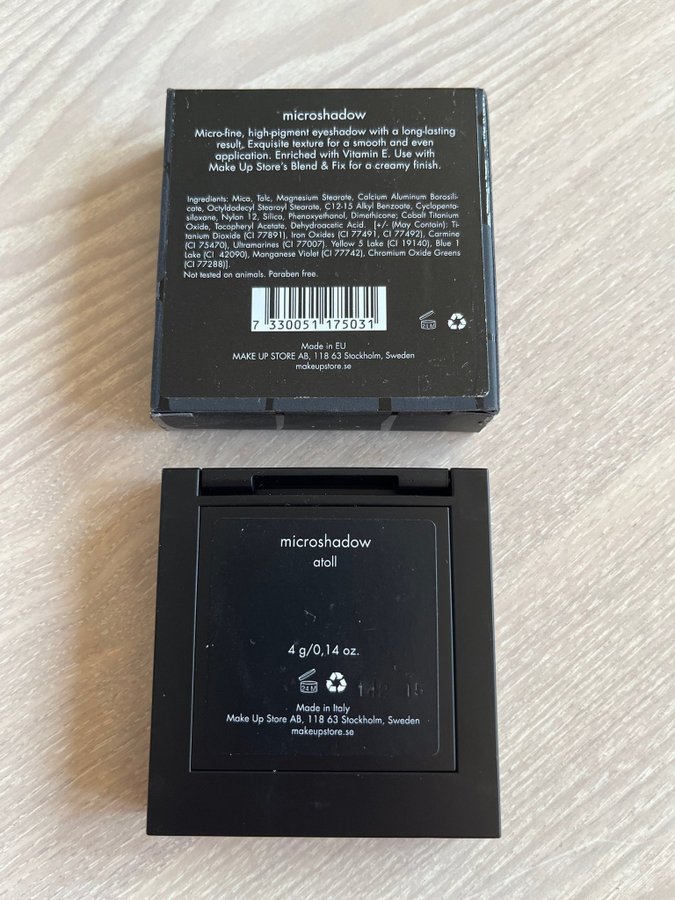 microshadow
Micro-fine, high-pigment eyeshadow with a long-lasting
result. Exquisite texture for a smooth and even
application. Enriched with Vitamin E. Use with
Make Up Store's Blend & Fix for a creamy finish.
Ingredients: Mica, Talc, Magnesium Stearate, Calcium Aluminum Borosili-
cate, Octyldodecyl Stearoyl Stearate, C12-15 Alkyl Benzoate, Cyclopenta-
siloxane, Nylon 12, Silica, Phenoxyethanol, Dimethicone; Cobalt Titanium
Oxide, Tocopheryl Acetate, Dehydroacetic Acid. [+/- (May Contain): Ti-
tanium Dioxide (CI 77891), Iron Oxides (CI 77491, CI 77492), Carmine
(CI 75470), Ultramarines (CI 77007). Yellow 5 Lake (CI 19140), Blue 1
Lake (CI 42090), Manganese Violet (CI 77742), Chromium Oxide Greens
(CI 77288)].
Not tested on animals. Paraben free.
7 330051 175031
24M
Made in EU
MAKE UP STORE AB, 118 63 Stockholm, Sweden
makeupstore.se
microshadow
atoll
4 g/0,14 oz.
24M
142 15
Made in Italy
Make Up Store AB, 118 63 Stockholm, Sweden
makeupstore.se